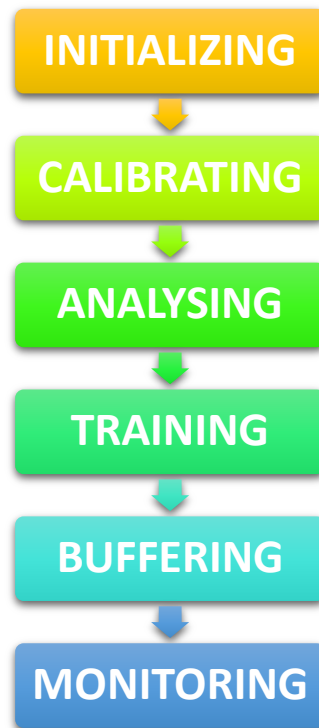 INITIALIZING
CALIBRATING
ANALYSING
TRAINING
BUFFERING
MONITORING